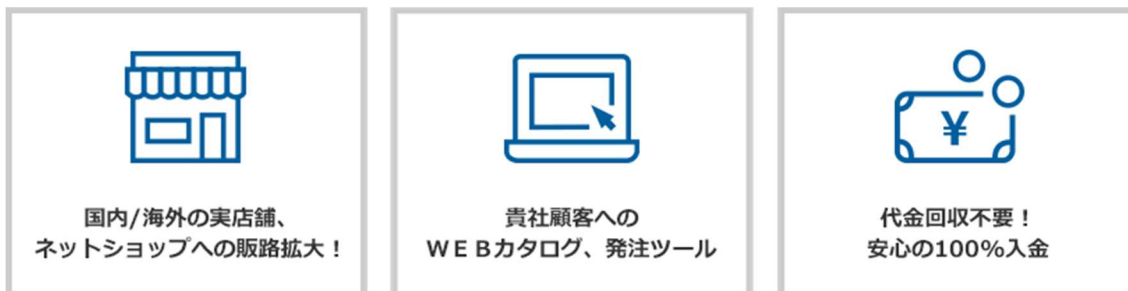 国内/海外の実店舗、
ネットショップへの販路拡大！
貴社顧客への
ＷＥＢカタログ、発注ツール
¥
代金回収不要！
安心の100%入金